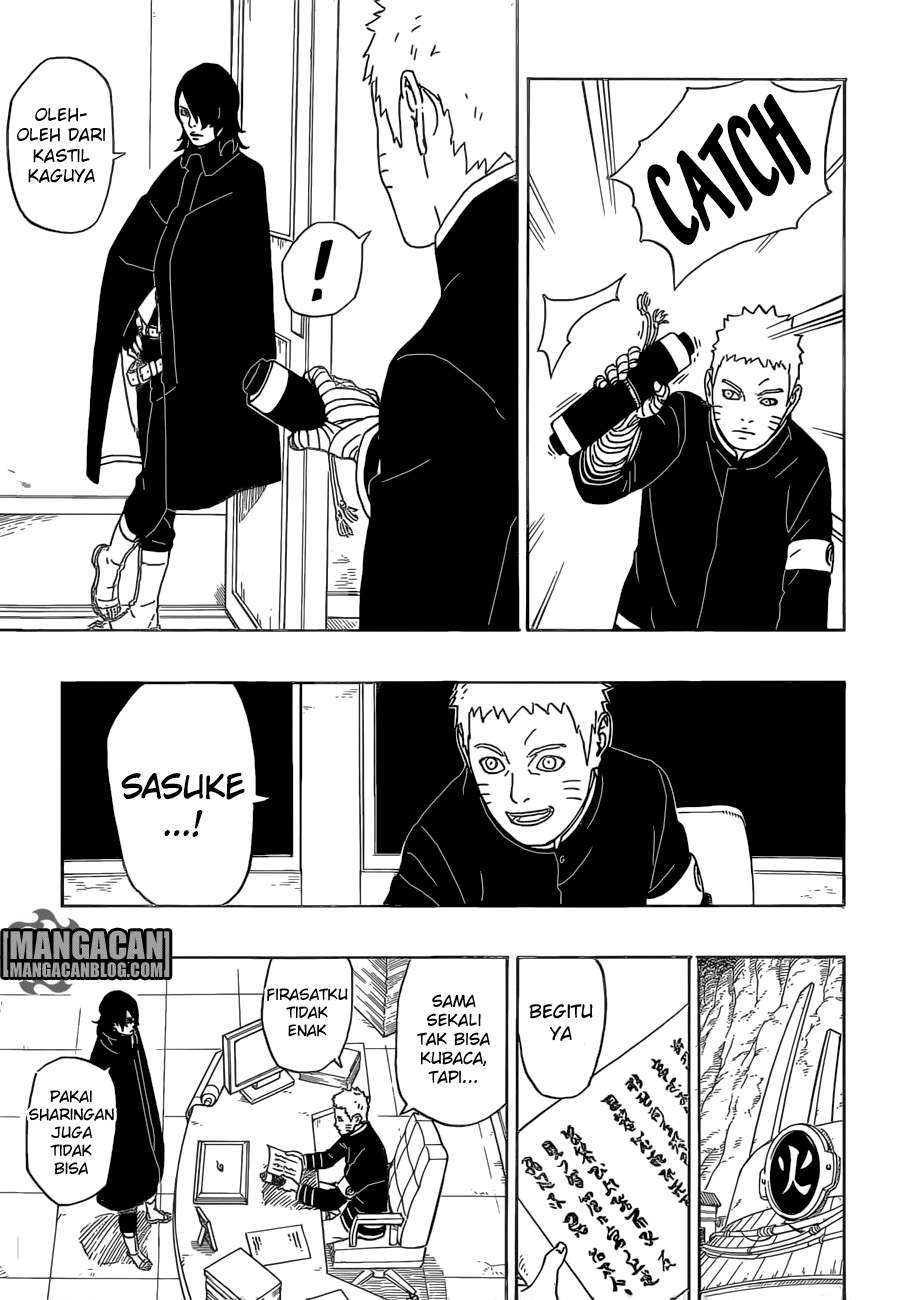 CATCH
!
OLEH-
OLEH DARI
KASTIL
KAGUYA
SASUKE
...!
火
BEGITU
YA
SAMA
SEKALI
TAK BISA
KUBACA,
TAPI...
FIRASATKU
TIDAK
ENAK
PAKAI
SHARINGAN
JUGA
TIDAK
BISA
MANGACAN
MANGACANBLOG.COM